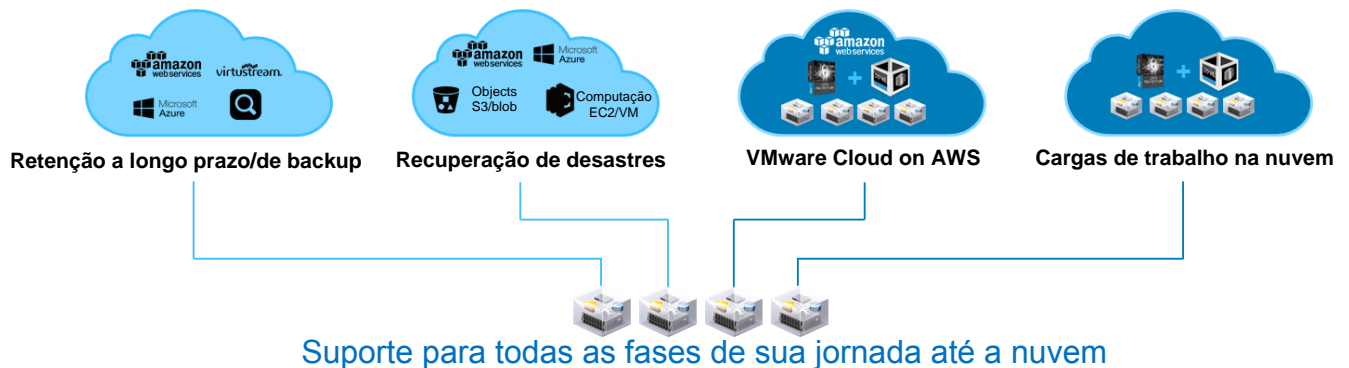 amazon
webservices
virtustream.
Microsoft
Azure
Retenção a longo prazo/de backup
amazon
webservices
Microsoft
Azure
Objects
S3/blob
Computação
EC2/VM
Recuperação de desastres
amazon
webservices
+
VMware Cloud on AWS
+
Cargas de trabalho na nuvem
Suporte para todas as fases de sua jornada até a nuvem